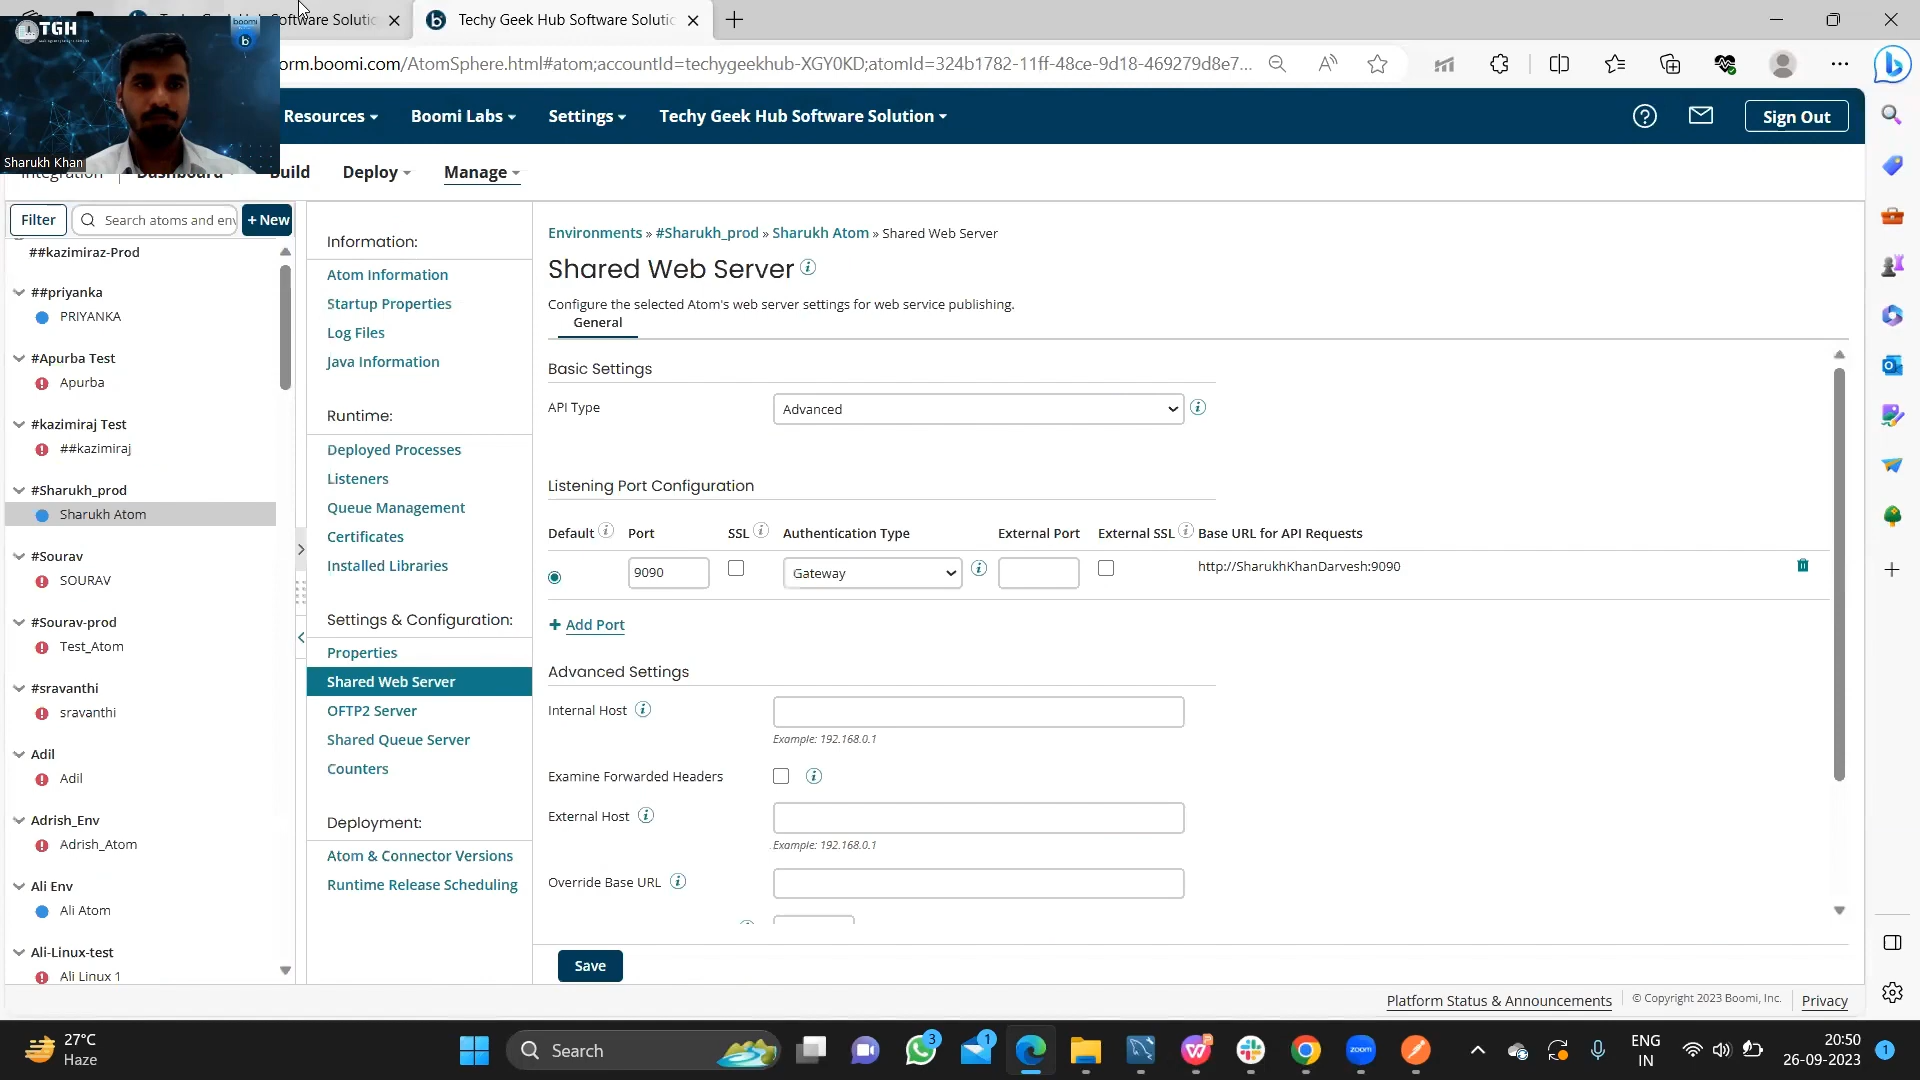 Software Solutio
Techy Geek Hub Software Solutio
TGH
boomi
orm.boomi.com/AtomSphere.html#atom;accountId=techygeekhub-XGY0KD;atomId=324b1782-11ff-48ce-9d18-469279d8e7...
Resources
Boomi Labs
Settings
Techy Geek Hub Software Solution
Sign Out
Sharukh Khan
Integration
Dashboard
Build
Deploy
Manage
Filter
Search atoms and env
+ New
##kazimiraz-Prod
##priyanka
PRIYANKA
#Apurba Test
Apurba
#kazimiraj Test
##kazimiraj
#Sharukh_prod
Sharukh Atom
#Sourav
SOURAV
#Sourav-prod
Test_Atom
#sravanthi
sravanthi
Adil
Adil
Adrish_Env
Adrish_Atom
Ali Env
Ali Atom
Ali-Linux-test
Ali Linux 1
Information:
Atom Information
Startup Properties
Log Files
Java Information
Runtime:
Deployed Processes
Listeners
Queue Management
Certificates
Installed Libraries
Settings & Configuration:
Properties
Shared Web Server
OFTP2 Server
Shared Queue Server
Counters
Deployment:
Atom & Connector Versions
Runtime Release Scheduling
Environments » #Sharukh_prod » Sharukh Atom » Shared Web Server
Shared Web Server
Configure the selected Atom's web server settings for web service publishing.
General
Basic Settings
API Type Advanced
Listening Port Configuration
Default Port SSL Authentication Type External Port External SSL Base URL for API Requests
9090 Gateway http://SharukhKhanDarvesh:9090
+ Add Port
Advanced Settings
Internal Host
Example: 192.168.0.1
Examine Forwarded Headers
External Host
Example: 192.168.0.1
Override Base URL
Save
Platform Status & Announcements
© Copyright 2023 Boomi, Inc.
Privacy
27°C
Haze
Search
3
1
zoom
ENG
IN
20:50
26-09-2023
1